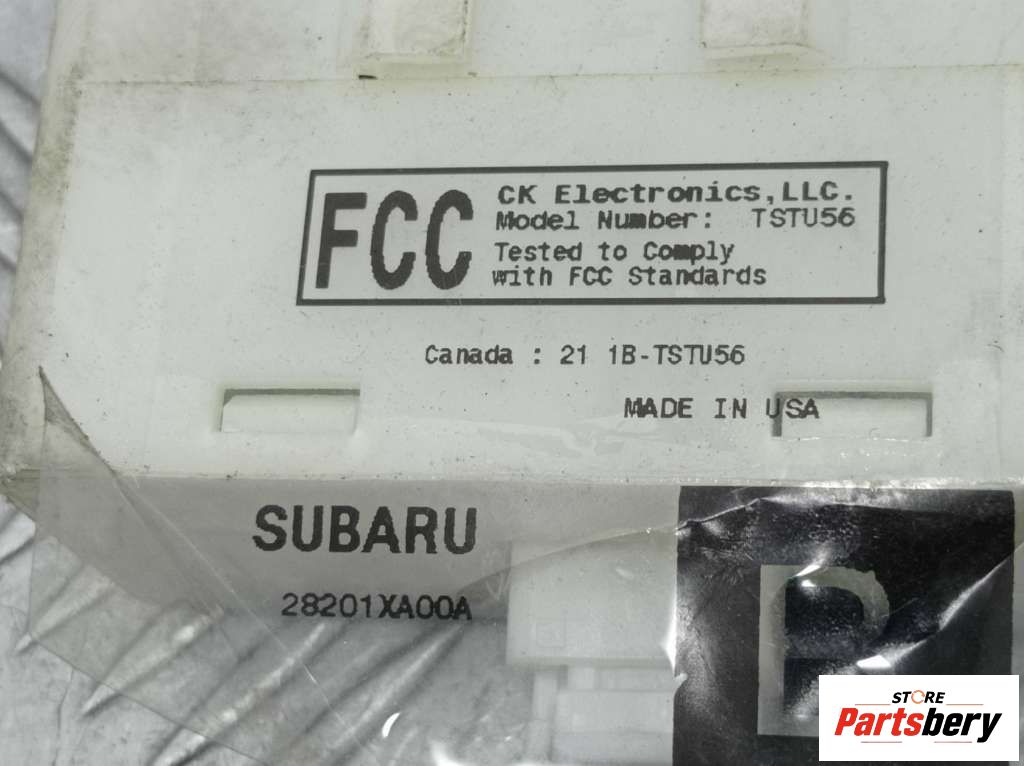 FCC
CK Electronics,LLC.
Model Number: TSTU56
Tested to Comply
with FCC Standards
Canada : 21 1B-TSTU56
MADE IN USA
SUBARU
28201XA00A
STORE
Partsbery